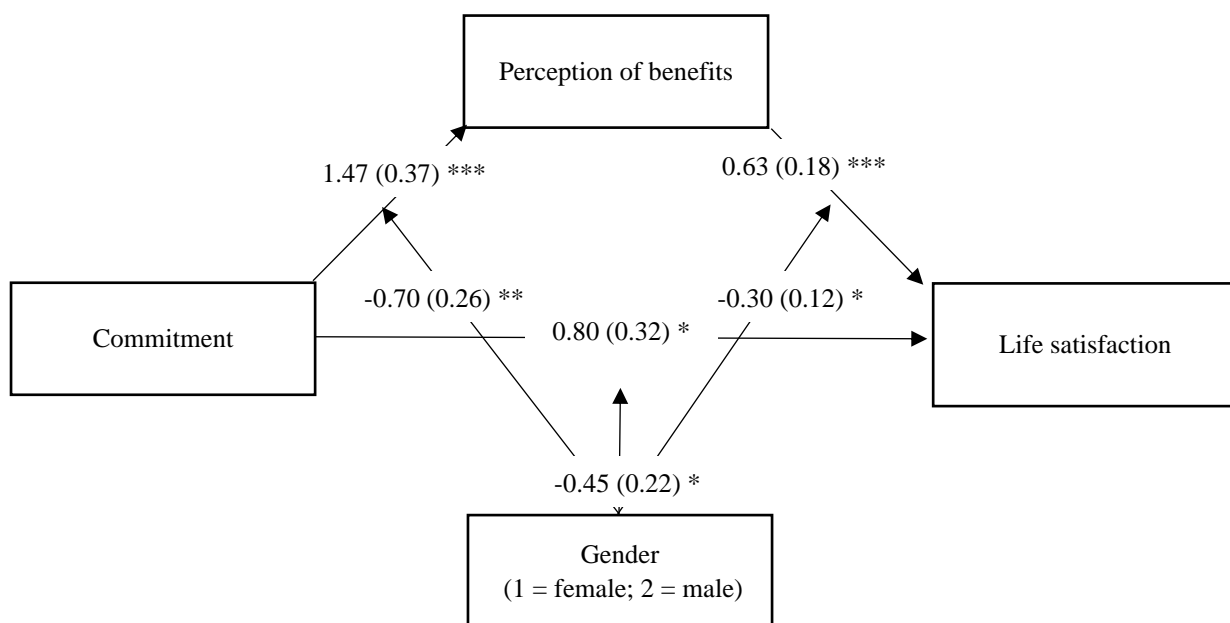 Perception of benefits
1.47 (0.37) ***
0.63 (0.18) ***
-0.70 (0.26) **
-0.30 (0.12) *
Commitment
0.80 (0.32) *
Life satisfaction
-0.45 (0.22) *
Gender
(1 = female; 2 = male)